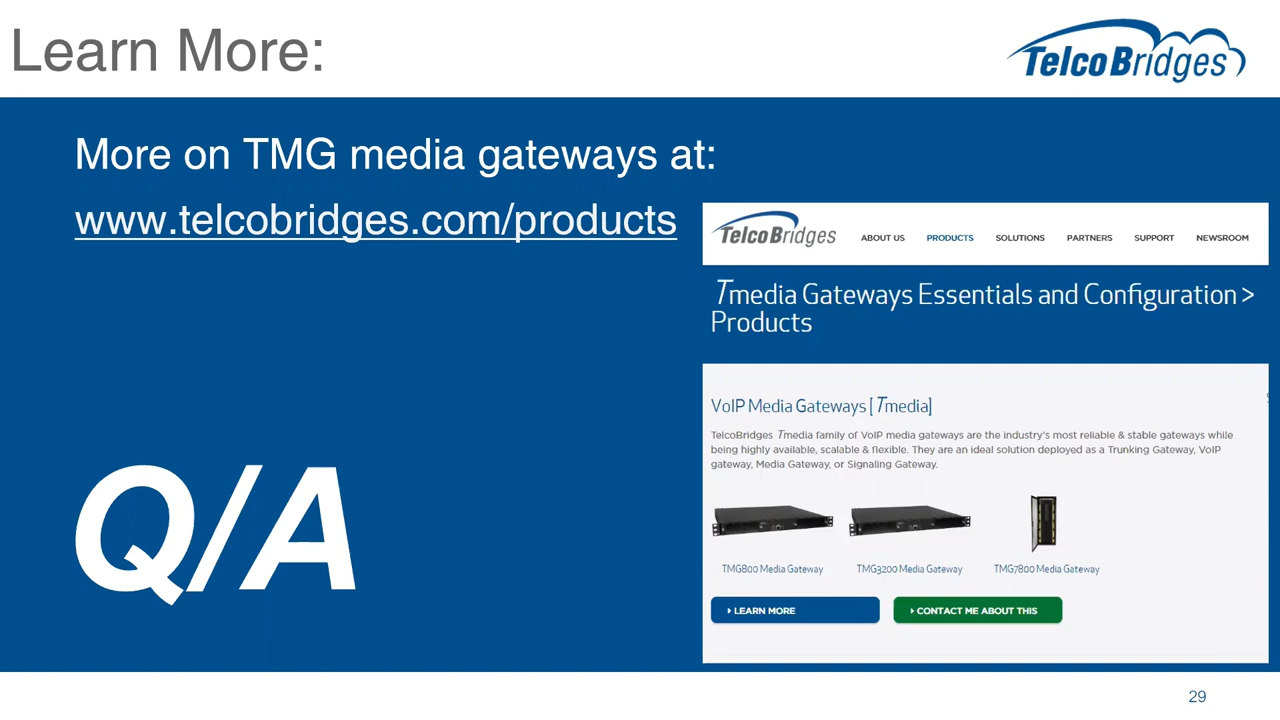 Learn More:
TelcoBridges
More on TMG media gateways at:
www.telcobridges.com/products
TelcoBridges
ABOUT US PRODUCTS SOLUTIONS PARTNERS SUPPORT NEWSROOM
Tmedia Gateways Essentials and Configuration >
Products
VoIP Media Gateways [Tmedia]
TelcoBridges Tmedia family of VoIP media gateways are the industry's most reliable & stable gateways while
being highly available, scalable & flexible. They are an ideal solution deployed as a Trunking Gateway, VoIP
gateway, Media Gateway, or Signaling Gateway.
TMG800 Media Gateway TMG3200 Media Gateway TMG7800 Media Gateway
LEARN MORE CONTACT ME ABOUT THIS
Q/A
29